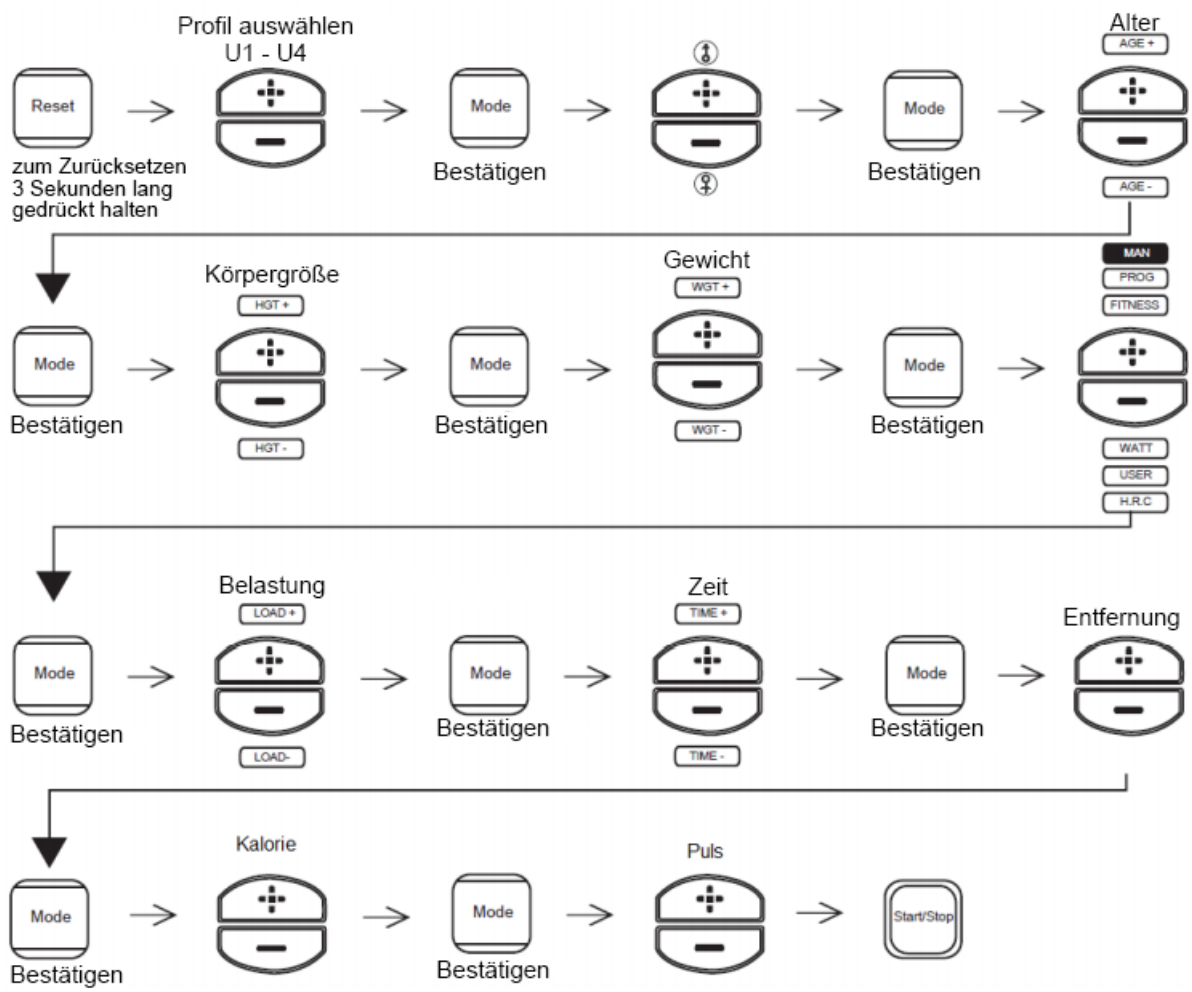 Profil auswählen
U1 - U4
Alter
AGE +
Reset
Mode
Mode
zum Zurücksetzen
3 Sekunden lang
gedrückt halten
Bestätigen
Bestätigen
AGE -
MAN
PROG
FITNESS
Körpergröße
HGT +
Gewicht
WGT +
Mode
Mode
Mode
Bestätigen
Bestätigen
Bestätigen
HGT -
WGT -
WATT
USER
H.R.C
Belastung
LOAD +
Zeit
TIME +
Entfernung
Mode
Mode
Mode
Bestätigen
Bestätigen
Bestätigen
LOAD-
TIME -
Kalorie
Puls
Mode
Mode
Start/Stop
Bestätigen
Bestätigen